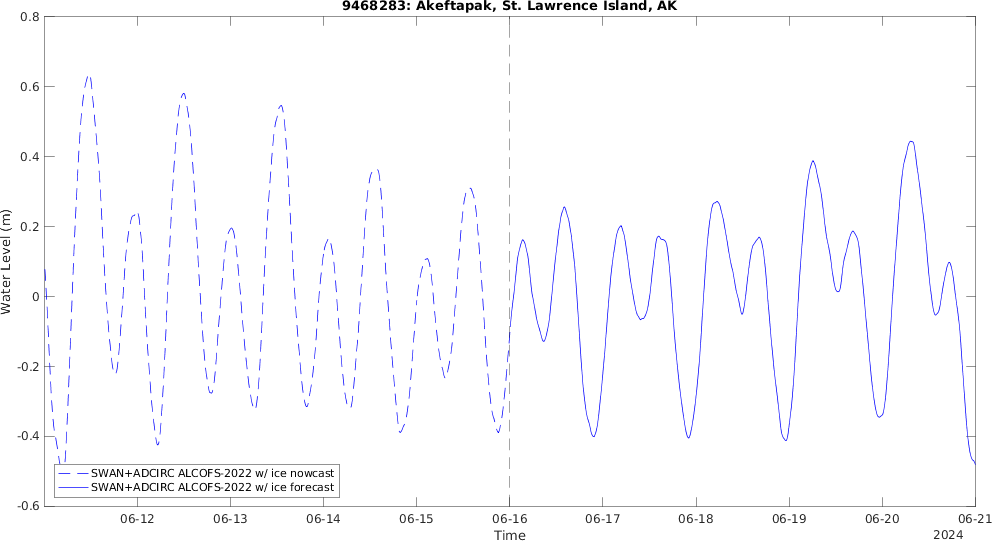 9468283: Akeftapak, St. Lawrence Island, AK
0.8
0.6
0.4
0.2
0
-0.2
-0.4
-0.6
Water Level (m)
SWAN+ADCIRC ALCOFS-2022 w/ ice nowcast
SWAN+ADCIRC ALCOFS-2022 w/ ice forecast
06-12 06-13 06-14 06-15 06-16 06-17 06-18 06-19 06-20 06-21
Time
2024